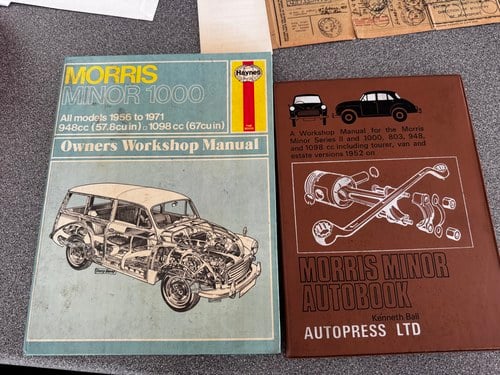 MORRIS
MINOR 1000
Haynes
All models 1956 to 1971
948cc (57.8cu in) □ 1098 cc (67cu in)
Owners Workshop Manual
A Workshop Manual for the Morris
Minor Series II and 1000, 803, 948,
and 1098 cc including tourer, van and
estate versions 1952 on
MORRIS MINOR
AUTOBOOK
Kenneth Ball
AUTOPRESS LTD